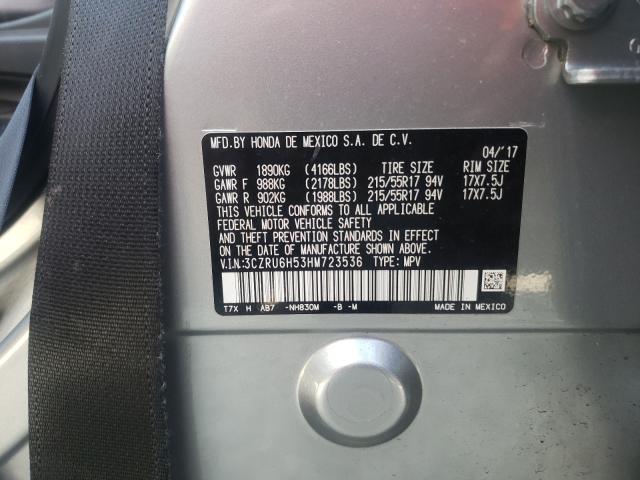 MFD.BY HONDA DE MEXICO S.A. DE C.V.
04/'17
GVWR 1890KG (4166LBS) TIRE SIZE RIM SIZE
GAWR F 988KG (2178LBS) 215/55R17 94V 17X7.5J
GAWR R 902KG (1988LBS) 215/55R17 94V 17X7.5J
THIS VEHICLE CONFORMS TO ALL APPLICABLE
FEDERAL MOTOR VEHICLE SAFETY, BUMPER,
AND THEFT PREVENTION STANDARDS IN EFFECT
ON THE DATE OF MANUFACTURE SHOWN ABOVE.
V.I.N:3CZRU6H53HM723536 TYPE: MPV
T7X H AB7 -NH830M -B -M
MADE IN MEXICO